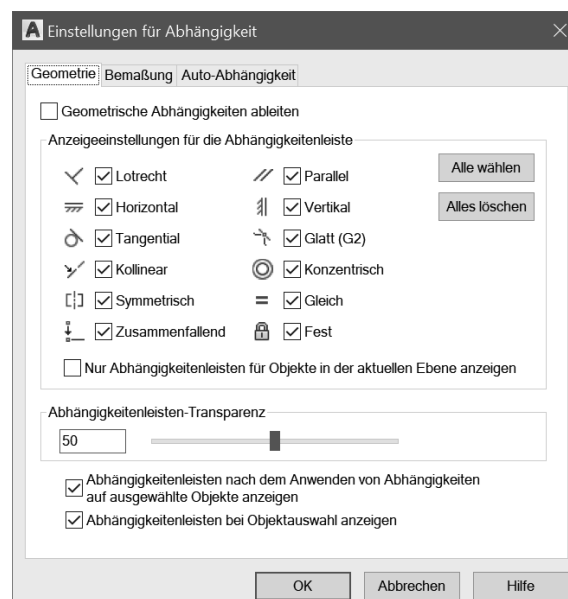 A Einstellungen für Abhängigkeit
Geometrie Bemaßung Auto-Abhängigkeit
Geometrische Abhängigkeiten ableiten
Anzeigeeinstellungen für die Abhängigkeitenleiste
Lotrecht Parallel Alle wählen
Horizontal Vertikal Alles löschen
Tangential Glatt (G2)
Kollinear Konzentrisch
Symmetrisch Gleich
Zusammenfallend Fest
Nur Abhängigkeitenleisten für Objekte in der aktuellen Ebene anzeigen
Abhängigkeitenleisten-Transparenz
50
Abhängigkeitenleisten nach dem Anwenden von Abhängigkeiten
auf ausgewählte Objekte anzeigen
Abhängigkeitenleisten bei Objektauswahl anzeigen
OK Abbrechen Hilfe